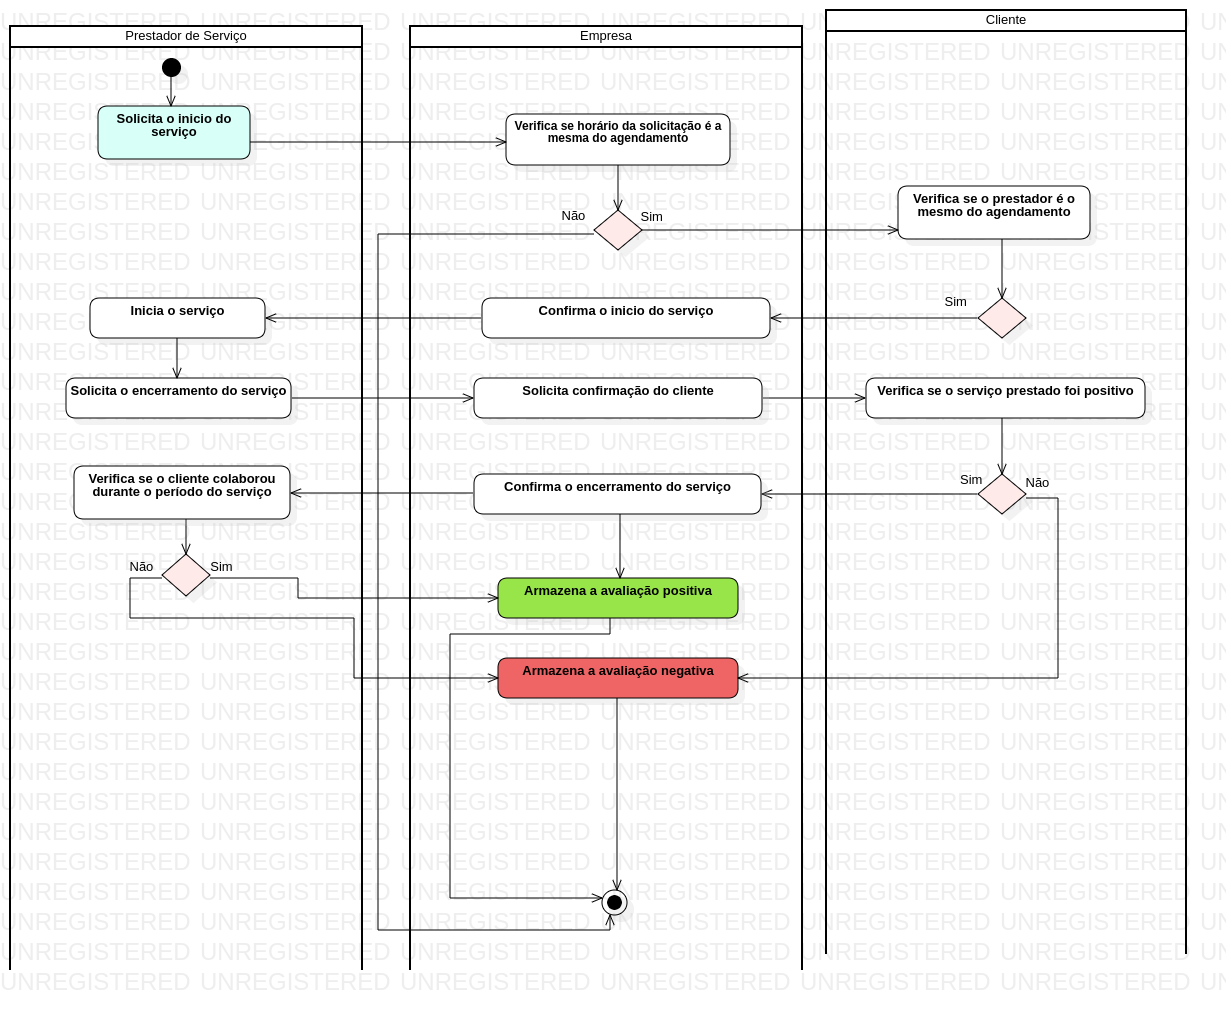 Prestador de Serviço
Empresa
Cliente
Solicita o inicio do
serviço
Verifica se horário da solicitação é a
mesma do agendamento
Não
Sim
Verifica se o prestador é o
mesmo do agendamento
Sim
Inicia o serviço
Confirma o inicio do serviço
Solicita o encerramento do serviço
Solicita confirmação do cliente
Verifica se o serviço prestado foi positivo
Verifica se o cliente colaborou
durante o período do serviço
Confirma o encerramento do serviço
Sim
Não
Não
Sim
Armazena a avaliação positiva
Armazena a avaliação negativa
UNREGISTERED